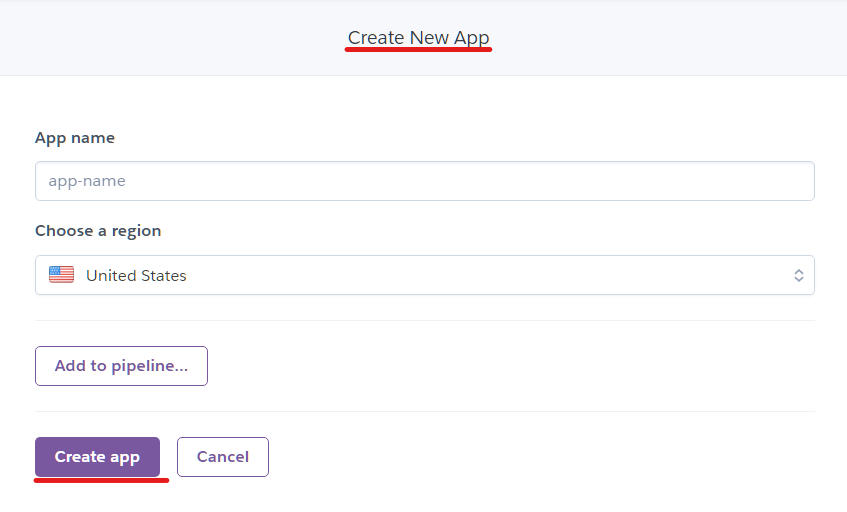 Create New App
App name
app-name
Choose a region
United States
Add to pipeline...
Create app Cancel